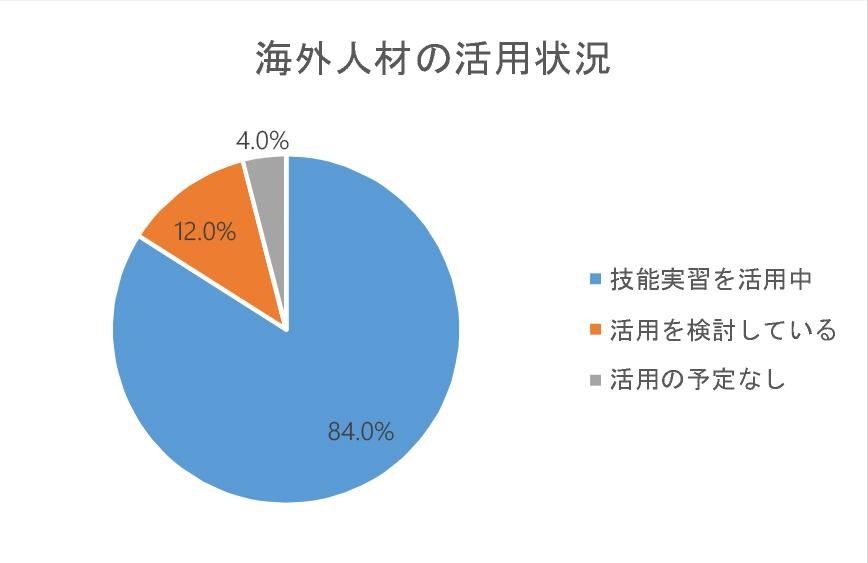 海外人材の活用状況
4.0%
12.0%
84.0%
技能実習を活用中
活用を検討している
活用の予定なし